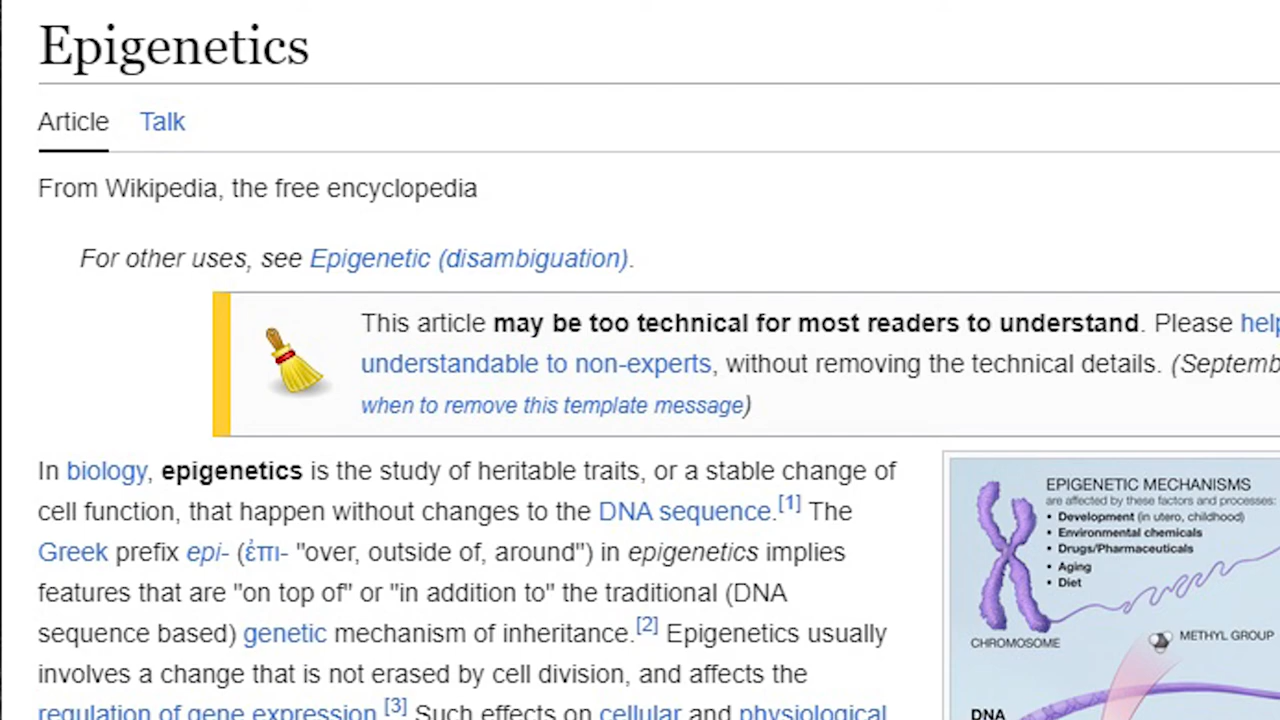 Epigenetics
Article Talk
From Wikipedia, the free encyclopedia
For other uses, see Epigenetic (disambiguation).
This article may be too technical for most readers to understand. Please help
understandable to non-experts, without removing the technical details. (Septemb
when to remove this template message)
In biology, epigenetics is the study of heritable traits, or a stable change of
cell function, that happen without changes to the DNA sequence.[1] The
Greek prefix epi- (ἐπι- "over, outside of, around") in epigenetics implies
features that are "on top of" or "in addition to" the traditional (DNA
sequence based) genetic mechanism of inheritance.[2] Epigenetics usually
involves a change that is not erased by cell division, and affects the
regulation of gene expression.[3] Such effects on cellular and physiological
EPIGENETIC MECHANISMS
are affected by these factors and processes:
• Development (in utero, childhood)
• Environmental chemicals
• Drugs/Pharmaceuticals
• Aging
• Diet
CHROMOSOME
METHYL GROUP
DNA